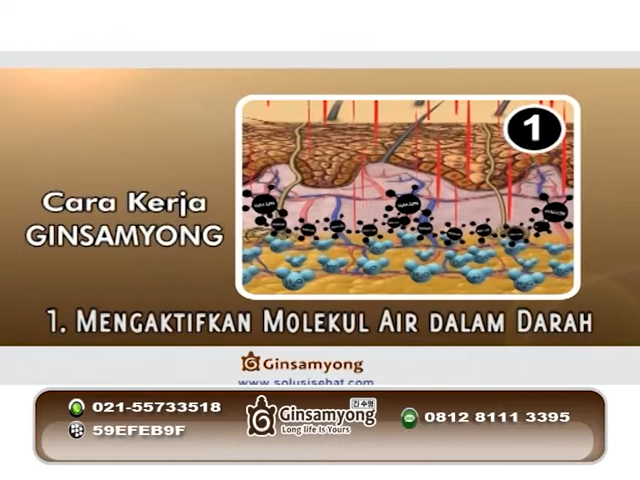 1
Cara Kerja
GINSAMYONG
1. MENGAKTIFKAN MOLEKUL AIR DALAM DARAH
Ginsamyong
www.solusisehat.com
021-55733518
59EFEB9F
Ginsamyong
Long life Is Yours
0812 8111 3395